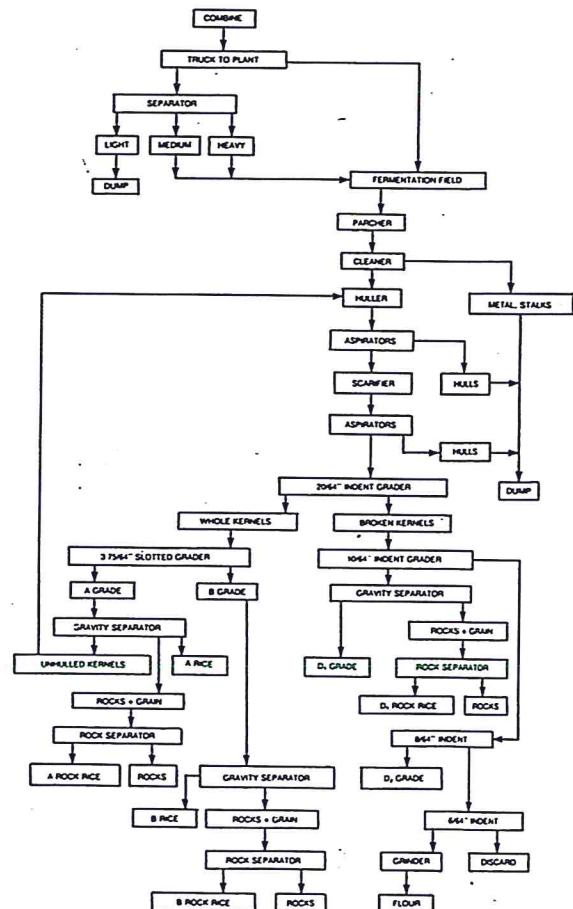 COMBINE
TRUCK TO PLANT
SEPARATOR
LIGHT
MEDIUM
HEAVY
DUMP
FERMENTATION FIELD
PARCHER
CLEANER
HULLER
METAL, STALKS
ASPIRATORS
SCARIFIER
HULLS
ASPIRATORS
HULLS
20/64" INDENT GRADER
DUMP
WHOLE KERNELS
BROKEN KERNELS
3.75/64" SLOTTED GRADER
10/64" INDENT GRADER
A GRADE
B GRADE
GRAVITY SEPARATOR
GRAVITY SEPARATOR
ROCKS + GRAIN
UNHULLED KERNELS
A RICE
D, GRADE
ROCK SEPARATOR
ROCKS + GRAIN
D, ROCK RICE
ROCKS
ROCK SEPARATOR
8/64" INDENT
A ROCK RICE
ROCKS
GRAVITY SEPARATOR
D, GRADE
B RICE
ROCKS + GRAIN
6/64" INDENT
ROCK SEPARATOR
GRINDER
DISCARD
B ROCK RICE
ROCKS
FLOUR